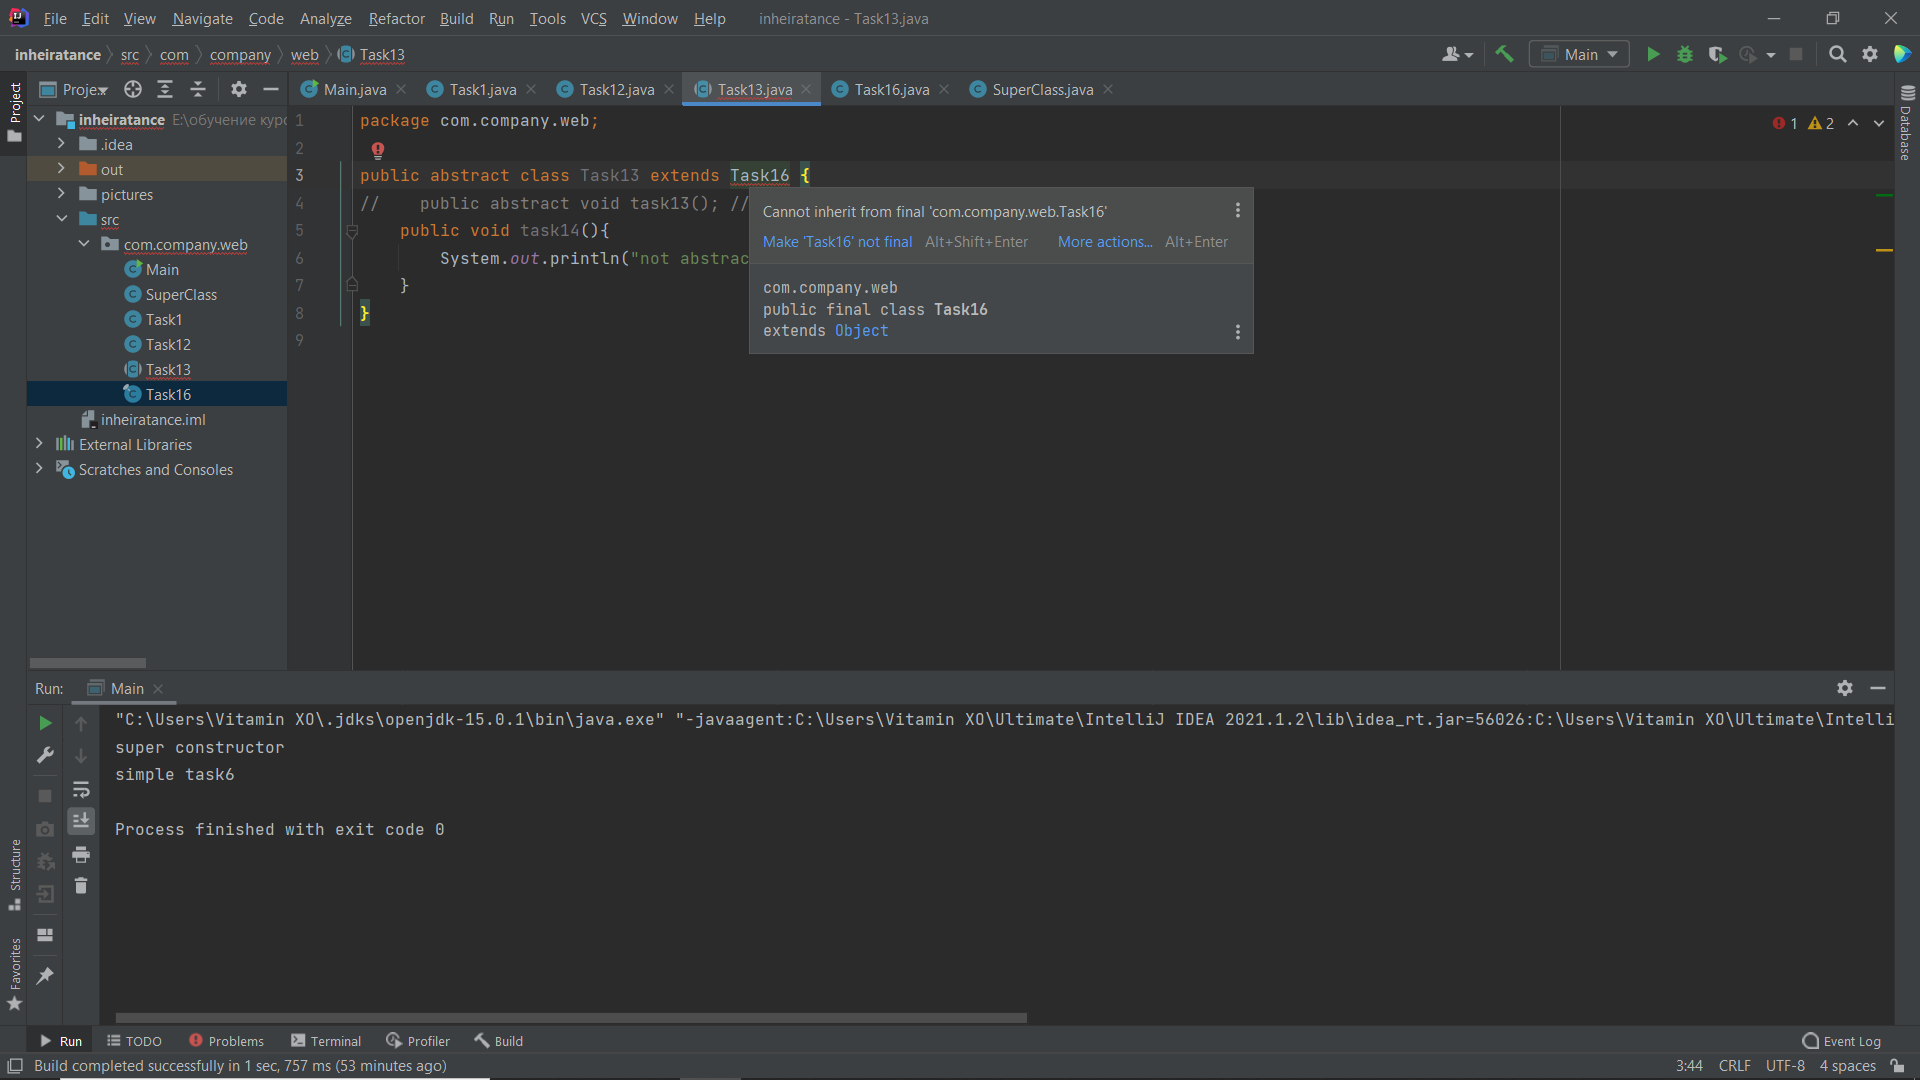 File Edit View Navigate Code Analyze Refactor Build Run Tools VCS Window Help inheiratance - Task13.java
inheiratance src com company web Task13 Main
Project
Proje... Main.java Task1.java Task12.java Task13.java Task16.java SuperClass.java
inheiratance E:\обучение курс
.idea
out
pictures
src
com.company.web
Main
SuperClass
Task1
Task12
Task13
Task16
inheiratance.iml
External Libraries
Scratches and Consoles
1 package com.company.web;
2
3 public abstract class Task13 extends Task16 {
4 // public abstract void task13(); //
5 public void task14(){
6 System.out.println("not abstrac
7 }
8 }
9
1 2
Database
Cannot inherit from final 'com.company.web.Task16'
Make 'Task16' not final Alt+Shift+Enter More actions... Alt+Enter
com.company.web
public final class Task16
extends Object
Run: Main
"C:\Users\Vitamin XO\.jdks\openjdk-15.0.1\bin\java.exe" "-javaagent:C:\Users\Vitamin XO\Ultimate\IntelliJ IDEA 2021.1.2\lib\idea_rt.jar=56026:C:\Users\Vitamin XO\Ultimate\Intelli
super constructor
simple task6
Process finished with exit code 0
Structure
Favorites
Run TODO Problems Terminal Profiler Build Event Log
Build completed successfully in 1 sec, 757 ms (53 minutes ago) 3:44 CRLF UTF-8 4 spaces